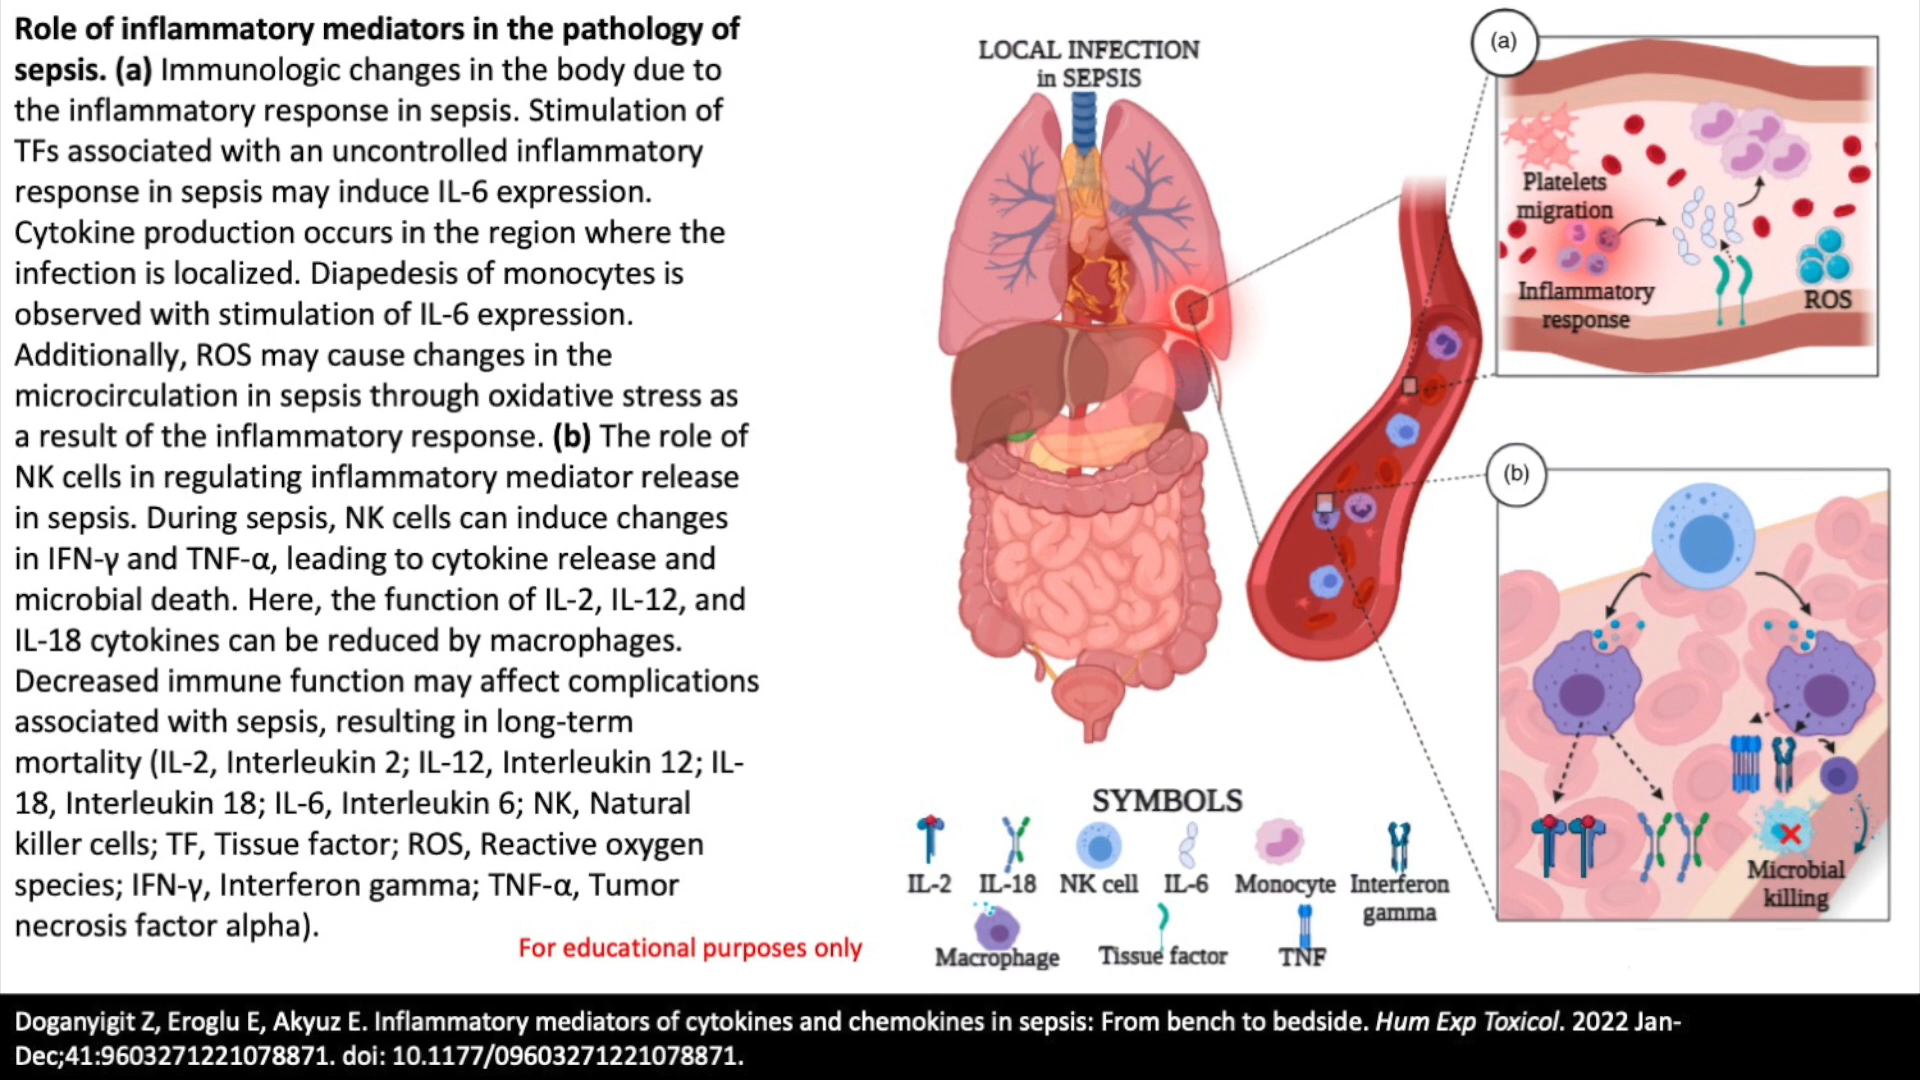 Role of inflammatory mediators in the pathology of
sepsis. (a) Immunologic changes in the body due to
the inflammatory response in sepsis. Stimulation of
TFs associated with an uncontrolled inflammatory
response in sepsis may induce IL-6 expression.
Cytokine production occurs in the region where the
infection is localized. Diapedesis of monocytes is
observed with stimulation of IL-6 expression.
Additionally, ROS may cause changes in the
microcirculation in sepsis through oxidative stress as
a result of the inflammatory response. (b) The role of
NK cells in regulating inflammatory mediator release
in sepsis. During sepsis, NK cells can induce changes
in IFN-γ and TNF-α, leading to cytokine release and
microbial death. Here, the function of IL-2, IL-12, and
IL-18 cytokines can be reduced by macrophages.
Decreased immune function may affect complications
associated with sepsis, resulting in long-term
mortality (IL-2, Interleukin 2; IL-12, Interleukin 12; IL-
18, Interleukin 18; IL-6, Interleukin 6; NK, Natural
killer cells; TF, Tissue factor; ROS, Reactive oxygen
species; IFN-γ, Interferon gamma; TNF-α, Tumor
necrosis factor alpha).
For educational purposes only
LOCAL INFECTION
in SEPSIS
(a)
Platelets
migration
Inflammatory
response
ROS
(b)
Microbial
killing
SYMBOLS
IL-2 IL-18 NK cell IL-6 Monocyte Interferon
gamma
Macrophage Tissue factor TNF
Doganyigit Z, Eroglu E, Akyuz E. Inflammatory mediators of cytokines and chemokines in sepsis: From bench to bedside. Hum Exp Toxicol. 2022 Jan-
Dec;41:9603271221078871. doi: 10.1177/09603271221078871.